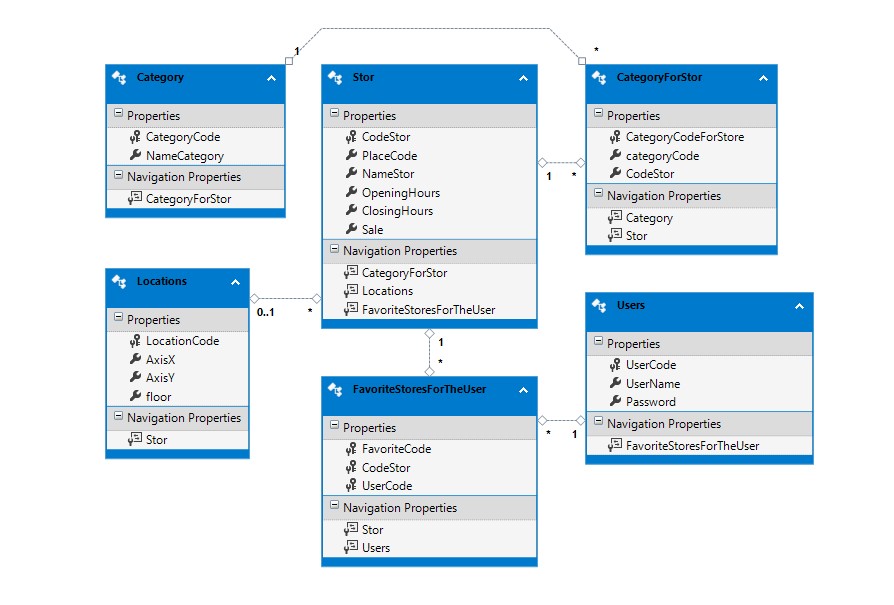 1
*
Category
Properties
CategoryCode
NameCategory
Navigation Properties
CategoryForStor
Stor
Properties
CodeStor
PlaceCode
NameStor
OpeningHours
ClosingHours
Sale
Navigation Properties
CategoryForStor
Locations
FavoriteStoresForTheUser
1
*
CategoryForStor
Properties
CategoryCodeForStore
categoryCode
CodeStor
Navigation Properties
Category
Stor
Locations
Properties
LocationCode
AxisX
AxisY
floor
Navigation Properties
Stor
0..1
*
1
*
FavoriteStoresForTheUser
Properties
FavoriteCode
CodeStor
UserCode
Navigation Properties
Stor
Users
*
1
Users
Properties
UserCode
UserName
Password
Navigation Properties
FavoriteStoresForTheUser